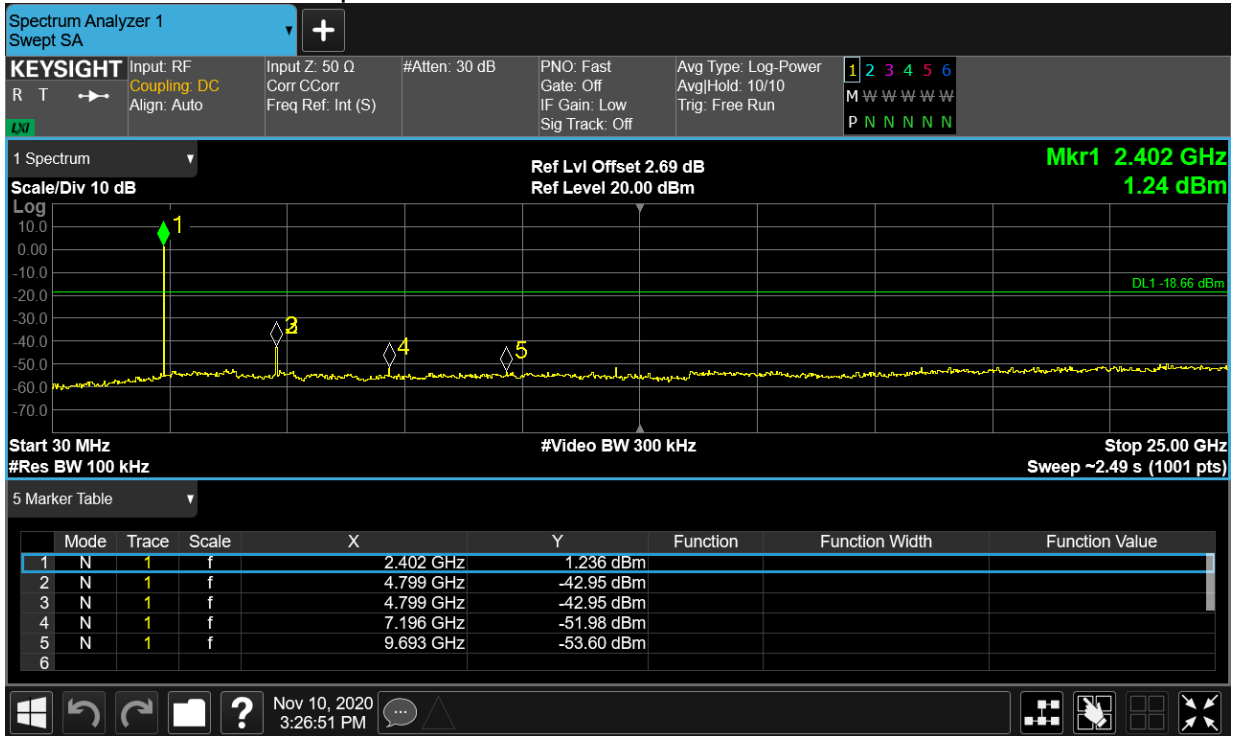 Spectrum Analyzer 1
Swept SA
KEYSIGHT Input: RF Input Z: 50 Ω #Atten: 30 dB PNO: Fast Avg Type: Log-Power 1 2 3 4 5 6
R T Coupling: DC Corr CCorr Gate: Off Avg|Hold: 10/10 M W W W W W
Align: Auto Freq Ref: Int (S) IF Gain: Low Trig: Free Run
LXI Sig Track: Off P N N N N N
1 Spectrum Ref Lvl Offset 2.69 dB Mkr1 2.402 GHz
Scale/Div 10 dB Ref Level 20.00 dBm 1.24 dBm
Log
10.0 1
0.00
-10.0
DL1 -18.66 dBm
-20.0
-30.0 3
-40.0 4 5
-50.0
-60.0
-70.0
Start 30 MHz #Video BW 300 kHz Stop 25.00 GHz
#Res BW 100 kHz Sweep ~2.49 s (1001 pts)
5 Marker Table
Mode Trace Scale X Y Function Function Width Function Value
1 N 1 f 2.402 GHz 1.236 dBm
2 N 1 f 4.799 GHz -42.95 dBm
3 N 1 f 4.799 GHz -42.95 dBm
4 N 1 f 7.196 GHz -51.98 dBm
5 N 1 f 9.693 GHz -53.60 dBm
6
? Nov 10, 2020
3:26:51 PM